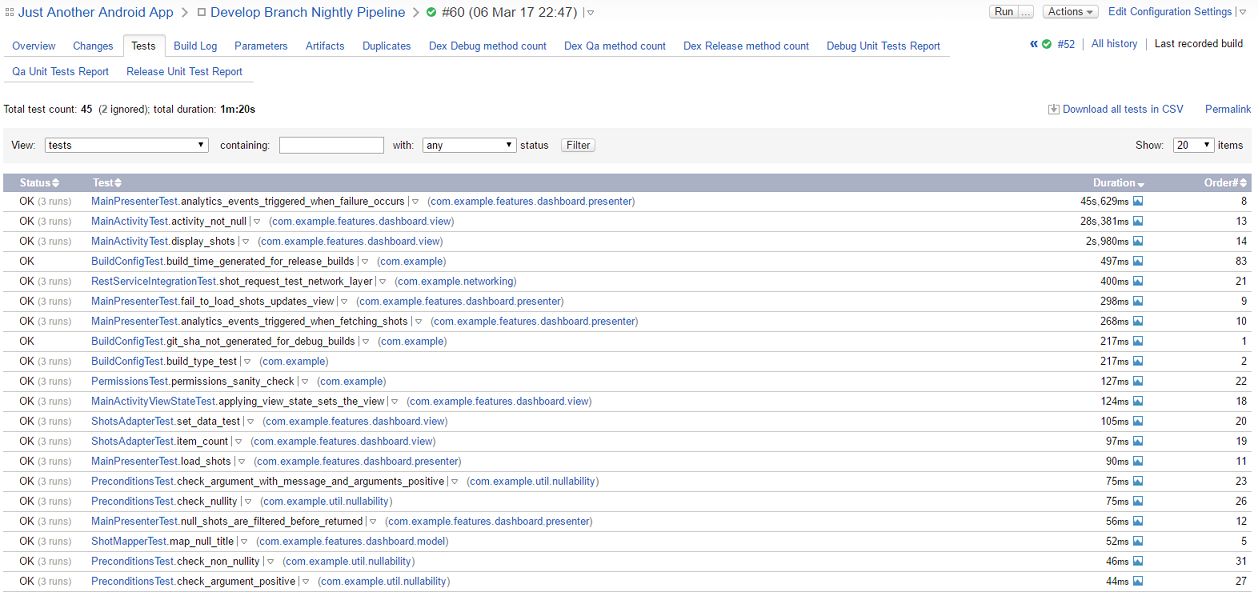 Just Another Android App > Develop Branch Nightly Pipeline > #60 (06 Mar 17 22:47) Run ... Actions Edit Configuration Settings
Overview Changes Tests Build Log Parameters Artifacts Duplicates Dex Debug method count Dex Qa method count Dex Release method count Debug Unit Tests Report « #52 | All history | Last recorded build
Qa Unit Tests Report Release Unit Test Report
Total test count: 45 (2 ignored); total duration: 1m:20s Download all tests in CSV Permalink
View: tests containing: with: any status Filter Show: 20 items
Status Test Duration Order#
OK (3 runs) MainPresenterTest.analytics_events_triggered_when_failure_occurs (com.example.features.dashboard.presenter) 45s,629ms 8
OK (3 runs) MainActivityTest.activity_not_null (com.example.features.dashboard.view) 28s,381ms 13
OK (3 runs) MainActivityTest.display_shots (com.example.features.dashboard.view) 2s,980ms 14
OK BuildConfigTest.build_time_generated_for_release_builds (com.example) 497ms 83
OK (3 runs) RestServiceIntegrationTest.shot_request_test_network_layer (com.example.networking) 400ms 21
OK (3 runs) MainPresenterTest.fail_to_load_shots_updates_view (com.example.features.dashboard.presenter) 298ms 9
OK (3 runs) MainPresenterTest.analytics_events_triggered_when_fetching_shots (com.example.features.dashboard.presenter) 268ms 10
OK BuildConfigTest.git_sha_not_generated_for_debug_builds (com.example) 217ms 1
OK (3 runs) BuildConfigTest.build_type_test (com.example) 217ms 2
OK (3 runs) PermissionsTest.permissions_sanity_check (com.example) 127ms 22
OK (3 runs) MainActivityViewStateTest.applying_view_state_sets_the_view (com.example.features.dashboard.view) 124ms 18
OK (3 runs) ShotsAdapterTest.set_data_test (com.example.features.dashboard.view) 105ms 20
OK (3 runs) ShotsAdapterTest.item_count (com.example.features.dashboard.view) 97ms 19
OK (3 runs) MainPresenterTest.load_shots (com.example.features.dashboard.presenter) 90ms 11
OK (3 runs) PreconditionsTest.check_argument_with_message_and_arguments_positive (com.example.util.nullability) 75ms 23
OK (3 runs) PreconditionsTest.check_nullity (com.example.util.nullability) 75ms 26
OK (3 runs) MainPresenterTest.null_shots_are_filtered_before_returned (com.example.features.dashboard.presenter) 56ms 12
OK (3 runs) ShotMapperTest.map_null_title (com.example.features.dashboard.model) 52ms 5
OK (3 runs) PreconditionsTest.check_non_nullity (com.example.util.nullability) 46ms 31
OK (3 runs) PreconditionsTest.check_argument_positive (com.example.util.nullability) 44ms 27